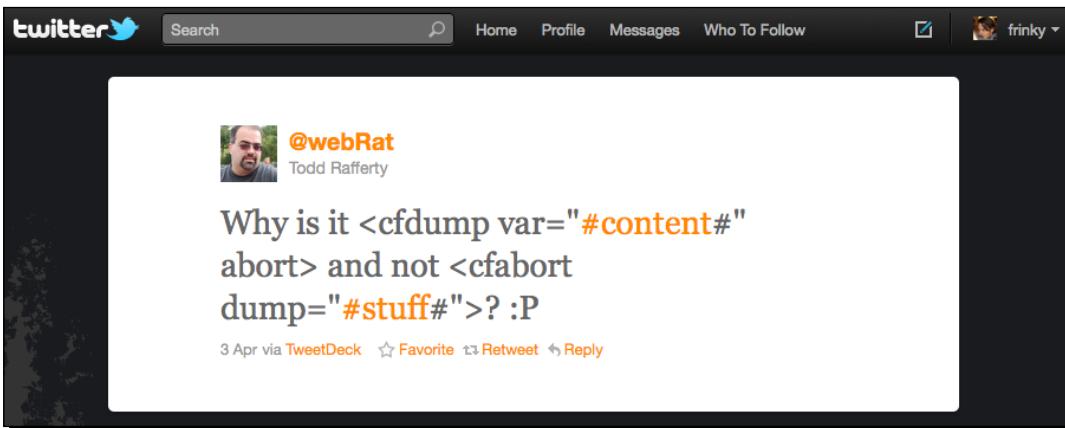 twitter Search Home Profile Messages Who To Follow frinky
@webRat
Todd Rafferty
Why is it <cfdump var="#content#"
abort> and not <cfabort
dump="#stuff#">? :P
3 Apr via TweetDeck Favorite Retweet Reply